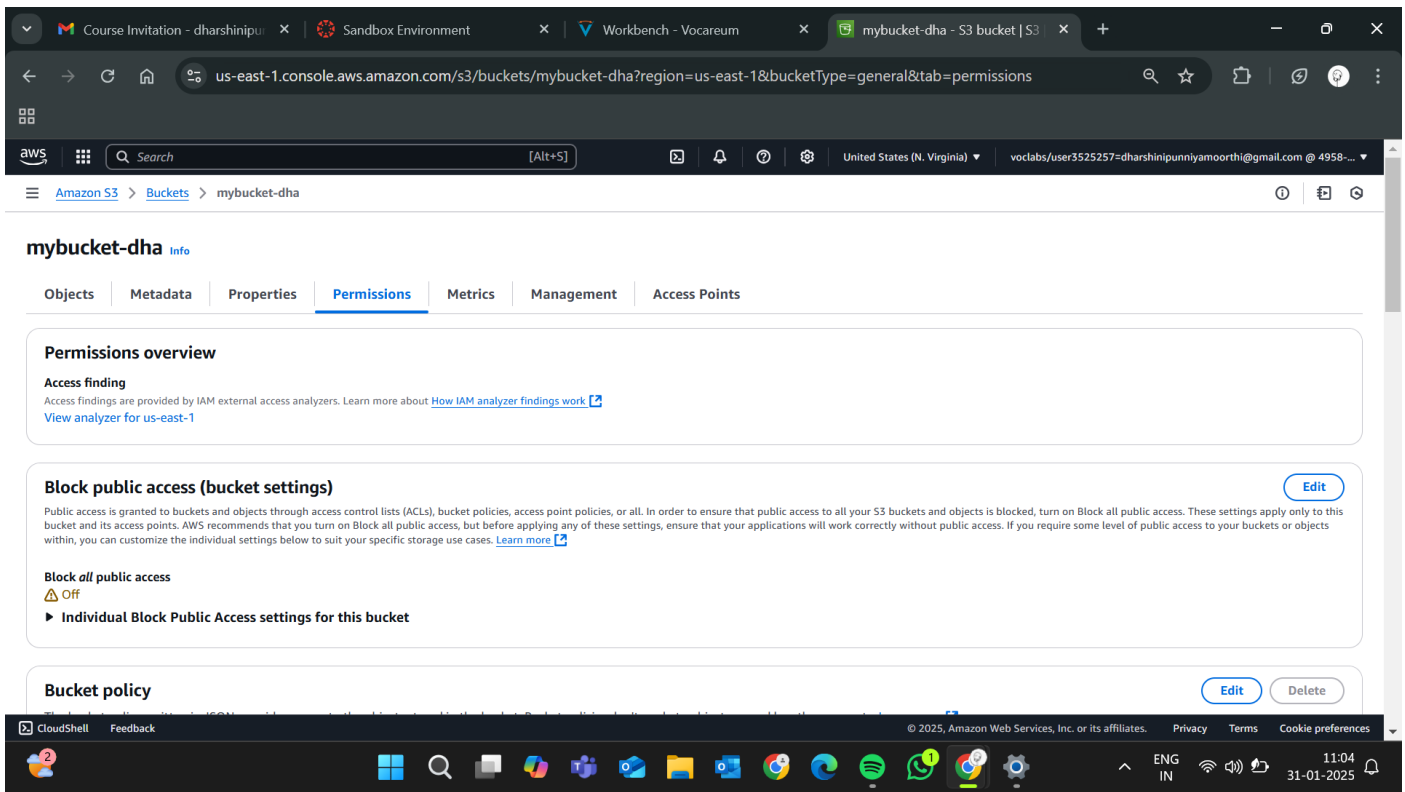 Course Invitation - dharshinipur
Sandbox Environment
Workbench - Vocareum
mybucket-dha - S3 bucket | S3
us-east-1.console.aws.amazon.com/s3/buckets/mybucket-dha?region=us-east-1&bucketType=general&tab=permissions
aws
Search
[Alt+S]
United States (N. Virginia) ▼
voclabs/user3525257=dharshinipunniyamoorthi@gmail.com @ 4958-... ▼
Amazon S3 > Buckets > mybucket-dha
mybucket-dha Info
Objects Metadata Properties Permissions Metrics Management Access Points
Permissions overview
Access finding
Access findings are provided by IAM external access analyzers. Learn more about How IAM analyzer findings work
View analyzer for us-east-1
Block public access (bucket settings)
Edit
Public access is granted to buckets and objects through access control lists (ACLs), bucket policies, access point policies, or all. In order to ensure that public access to all your S3 buckets and objects is blocked, turn on Block all public access. These settings apply only to this
bucket and its access points. AWS recommends that you turn on Block all public access, but before applying any of these settings, ensure that your applications will work correctly without public access. If you require some level of public access to your buckets or objects
within, you can customize the individual settings below to suit your specific storage use cases. Learn more
Block all public access
Off
Individual Block Public Access settings for this bucket
Bucket policy
Edit
Delete
CloudShell Feedback
© 2025, Amazon Web Services, Inc. or its affiliates. Privacy Terms Cookie preferences
2
1
ENG
IN
11:04
31-01-2025